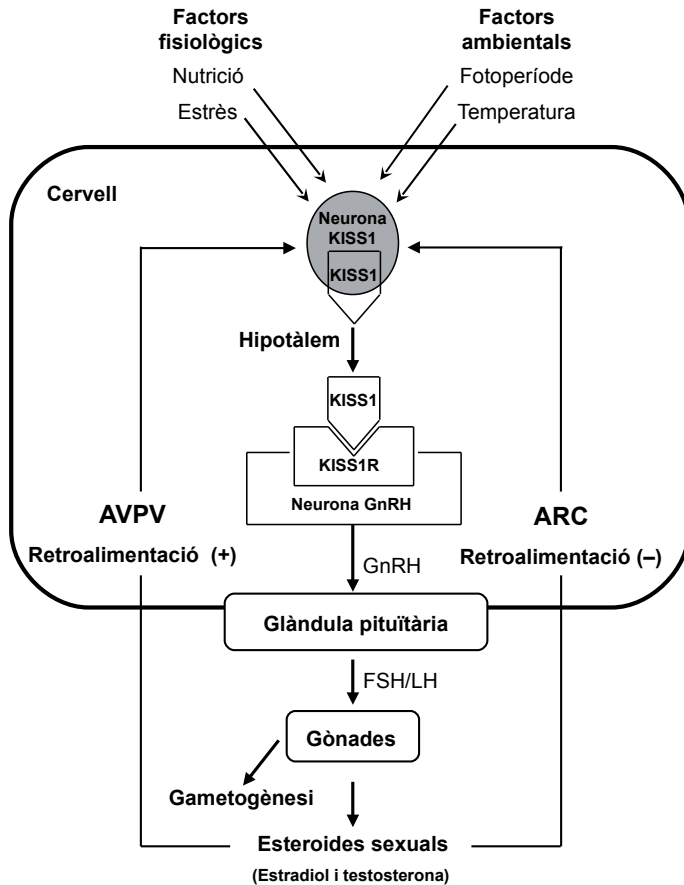 Factors
fisiològics
Nutrició
Estrès
Factors
ambientals
Fotoperíode
Temperatura
Cervell
Neurona
KISS1
KISS1
Hipotàlem
KISS1
KISS1R
Neurona GnRH
AVPV
Retroalimentació (+)
ARC
Retroalimentació (–)
GnRH
Glàndula pituïtària
FSH/LH
Gònades
Gametogènesi
Esteroides sexuals
(Estradiol i testosterona)